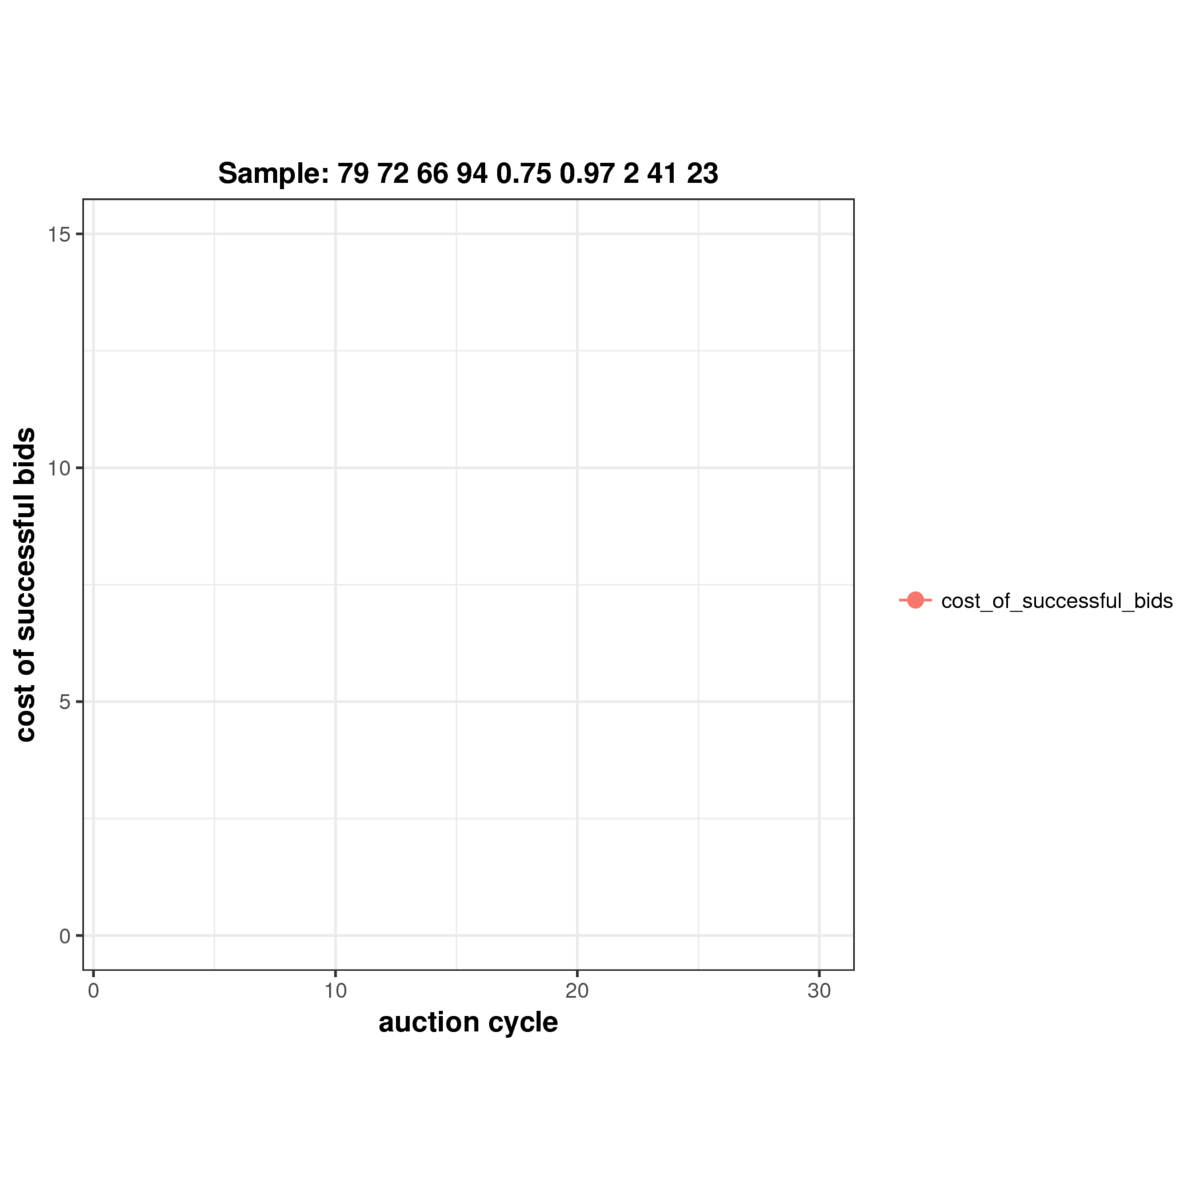 Sample: 79 72 66 94 0.75 0.97 2 41 23
15
10
5
0
cost of successful bids
0 10 20 30
auction cycle
cost_of_successful_bids